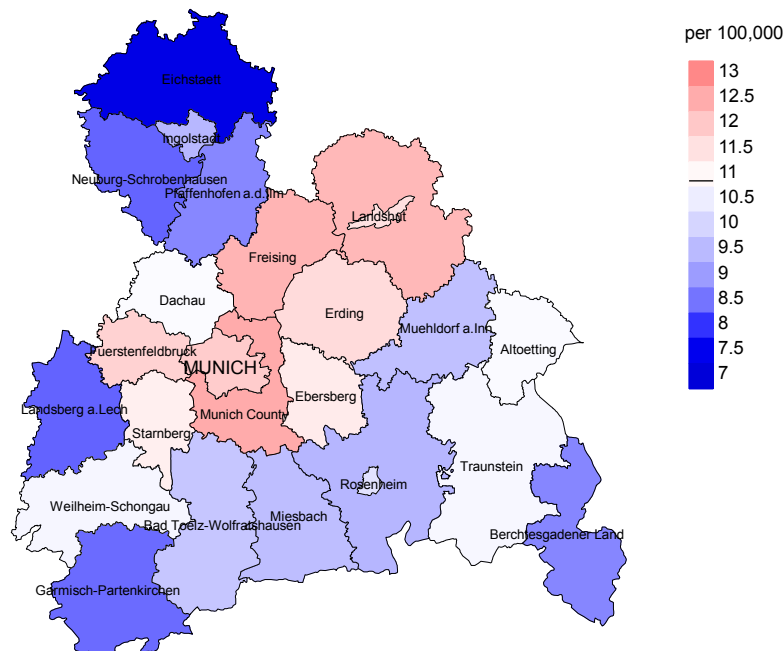 per 100,000
13
12.5
12
11.5
11
10.5
10
9.5
9
8.5
8
7.5
7
Eichstaett
Ingolstadt
Neuburg-Schrobenhausen
Pfaffenhofen a.d.Ilm
Landshut
Freising
Dachau
Erding
Muehldorf a.Inn
Altoetting
Fuerstenfeldbruck
MUNICH
Ebersberg
Landsberg a.Lech
Munich County
Starnberg
Traunstein
Rosenheim
Weilheim-Schongau
Miesbach
Bad Toelz-Wolfratshausen
Berchtesgadener Land
Garmisch-Partenkirchen